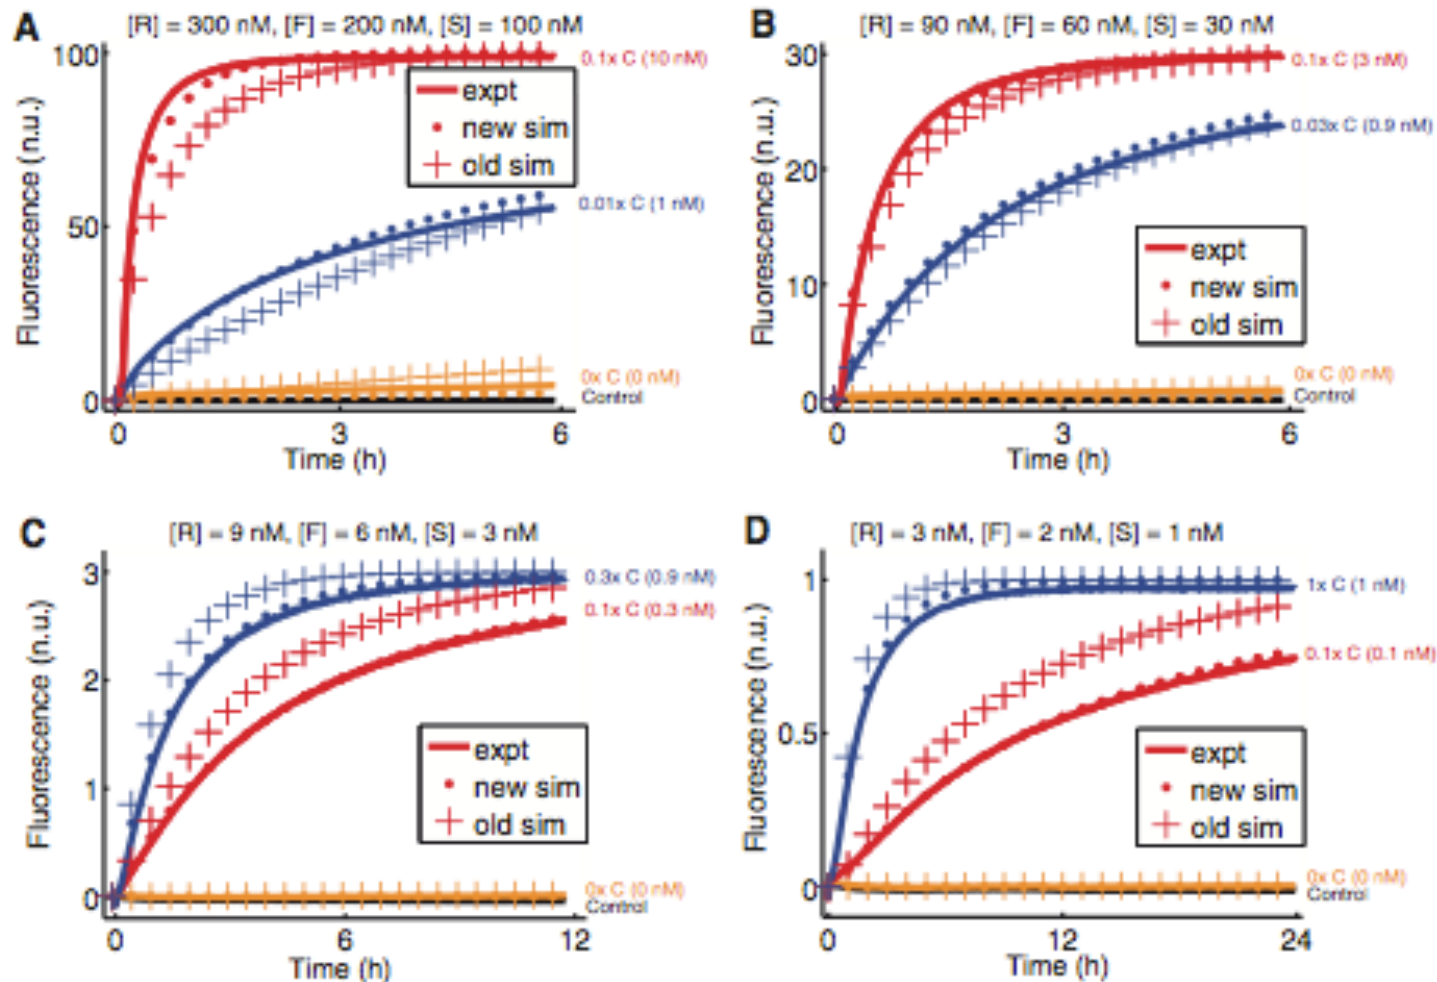 A
[R] = 300 nM, [F] = 200 nM, [S] = 100 nM
Fluorescence (n.u.)
100
50
0
0.1x C (10 nM)
expt
new sim
old sim
0.01x C (1 nM)
0x C (0 nM)
Control
0
3
6
Time (h)
B
[R] = 90 nM, [F] = 60 nM, [S] = 30 nM
Fluorescence (n.u.)
30
20
10
0
0.1x C (3 nM)
0.03x C (0.9 nM)
expt
new sim
old sim
0x C (0 nM)
Control
0
3
6
Time (h)
C
[R] = 9 nM, [F] = 6 nM, [S] = 3 nM
Fluorescence (n.u.)
3
2
1
0
0.3x C (0.9 nM)
0.1x C (0.3 nM)
expt
new sim
old sim
0x C (0 nM)
Control
0
6
12
Time (h)
D
[R] = 3 nM, [F] = 2 nM, [S] = 1 nM
Fluorescence (n.u.)
1
0.5
0
1x C (1 nM)
0.1x C (0.1 nM)
expt
new sim
old sim
0x C (0 nM)
Control
0
12
24
Time (h)